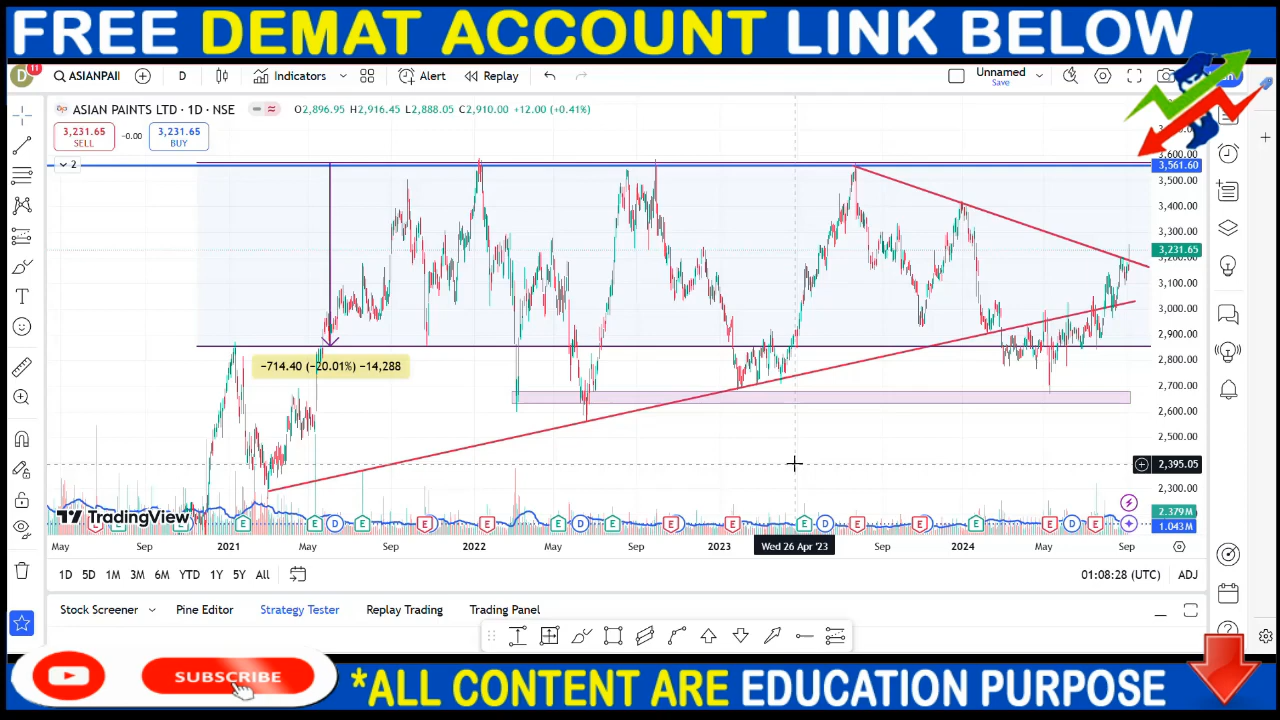 FREE DEMAT ACCOUNT LINK BELOW
D 11 ASIANPAII D Indicators Alert Replay Unnamed Save
ASIAN PAINTS LTD · 1D · NSE O2,896.95 H2,916.45 L2,888.05 C2,910.00 +12.00 (+0.41%)
3,231.65 SELL -0.00 3,231.65 BUY
2
3,600.00
3,561.60
3,500.00
3,400.00
3,300.00
3,231.65
3,200.00
3,100.00
3,000.00
2,900.00
−714.40 (−20.01%) −14,288
2,800.00
2,700.00
2,600.00
2,500.00
2,395.05
2,300.00
TradingView
2.379M
E E E D E E E E D E E D E E D E E E E D E
1.043M
May Sep 2021 May Sep 2022 May Sep 2023 Wed 26 Apr '23 Sep 2024 May Sep
1D 5D 1M 3M 6M YTD 1Y 5Y All 01:08:28 (UTC) ADJ
Stock Screener Pine Editor Strategy Tester Replay Trading Trading Panel
SUBSCRIBE
*ALL CONTENT ARE EDUCATION PURPOSE